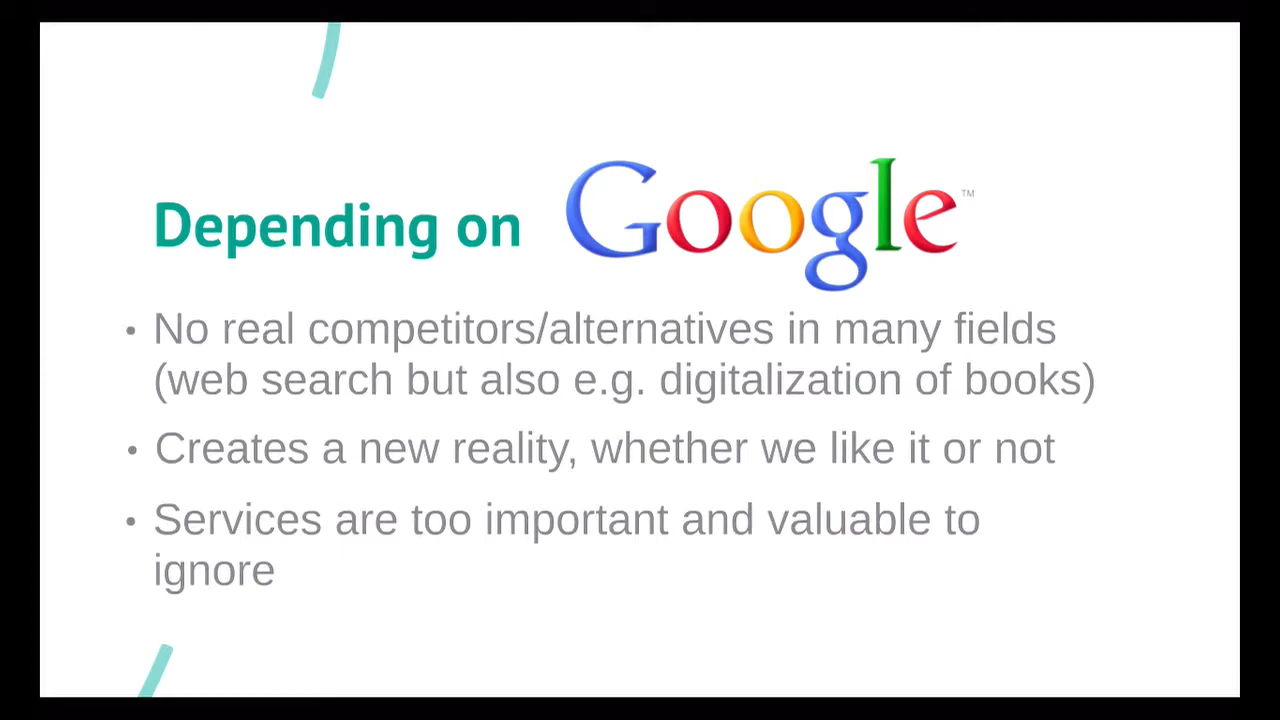 Depending on Google™
• No real competitors/alternatives in many fields
(web search but also e.g. digitalization of books)
• Creates a new reality, whether we like it or not
• Services are too important and valuable to
ignore